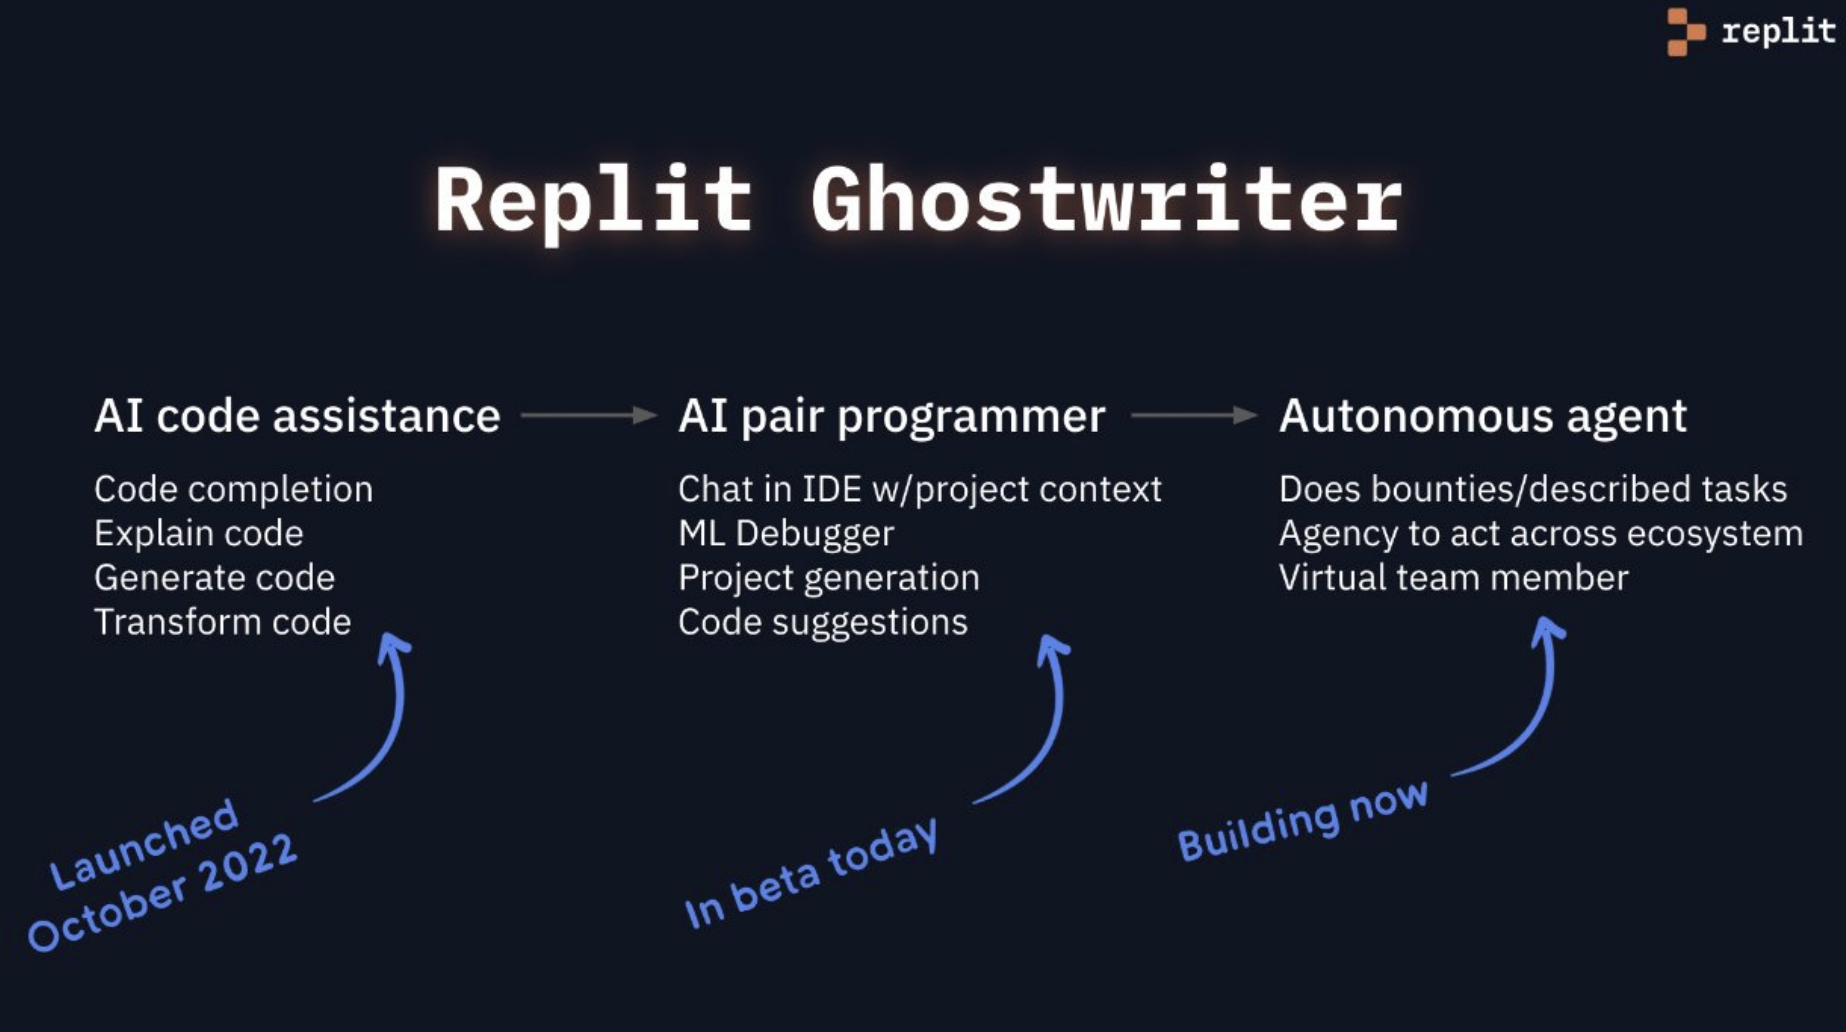 replit
Replit Ghostwriter
AI code assistance
Code completion
Explain code
Generate code
Transform code
Launched
October 2022
AI pair programmer
Chat in IDE w/project context
ML Debugger
Project generation
Code suggestions
In beta today
Autonomous agent
Does bounties/described tasks
Agency to act across ecosystem
Virtual team member
Building now